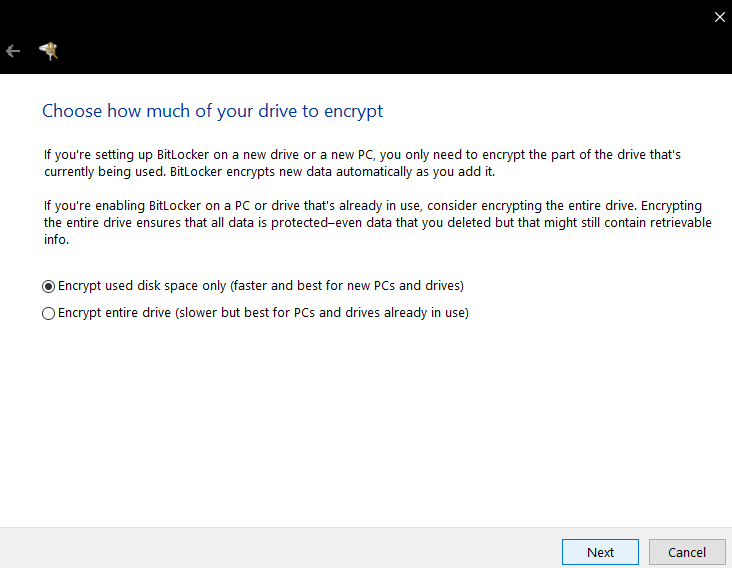 Choose how much of your drive to encrypt
If you're setting up BitLocker on a new drive or a new PC, you only need to encrypt the part of the drive that's
currently being used. BitLocker encrypts new data automatically as you add it.
If you're enabling BitLocker on a PC or drive that's already in use, consider encrypting the entire drive. Encrypting
the entire drive ensures that all data is protected–even data that you deleted but that might still contain retrievable
info.
Encrypt used disk space only (faster and best for new PCs and drives)
Encrypt entire drive (slower but best for PCs and drives already in use)
Next Cancel